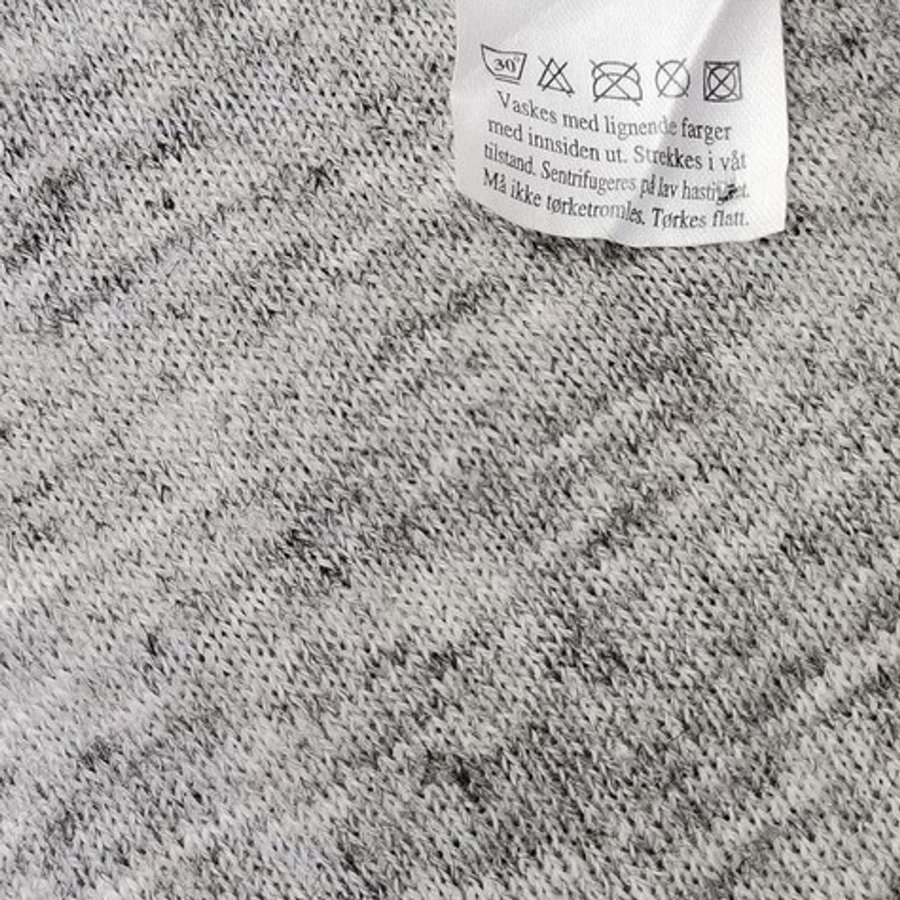 30°
Vaskes med lignende farger
med innsiden ut. Strekkes i våt
tilstand. Sentrifugeres på lav hastighet.
Må ikke tørketromles. Tørkes flatt.